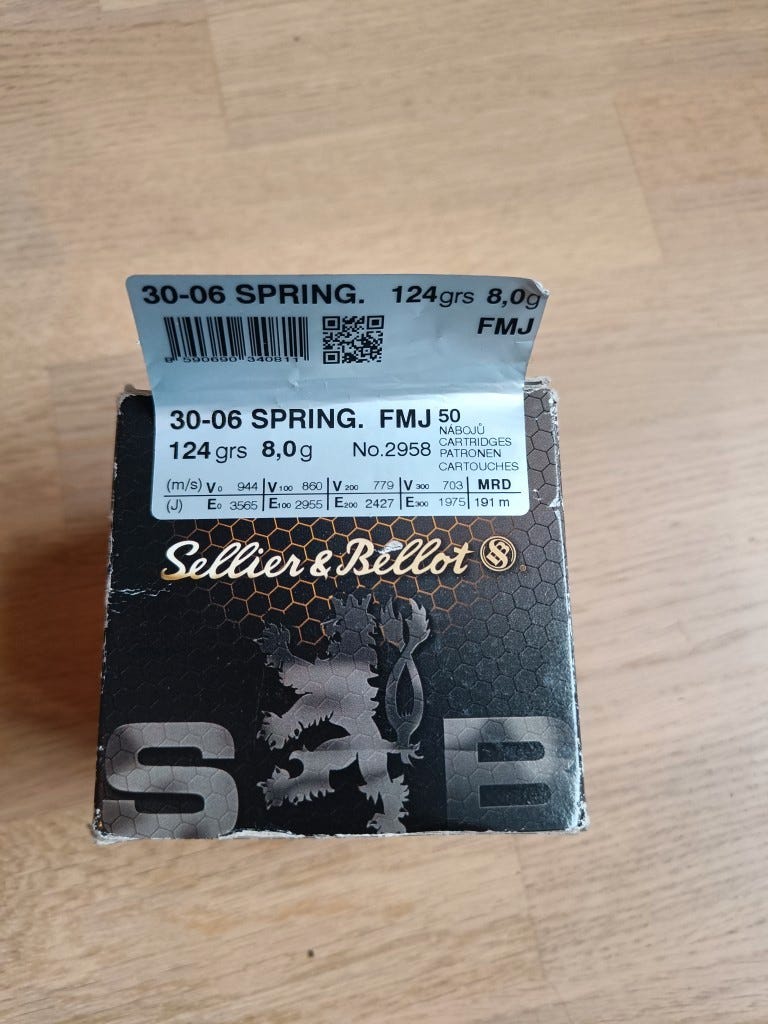 30-06 SPRING. 124grs 8,0g
FMJ
8 590690 340811
30-06 SPRING. FMJ 50
NÁBOJŮ
CARTRIDGES
PATRONEN
CARTOUCHES
124 grs 8,0g No.2958
(m/s) V0 944 V100 860 V200 779 V300 703 MRD
(J) E0 3565 E100 2955 E200 2427 E300 1975 191 m
Sellier & Bellot
S B